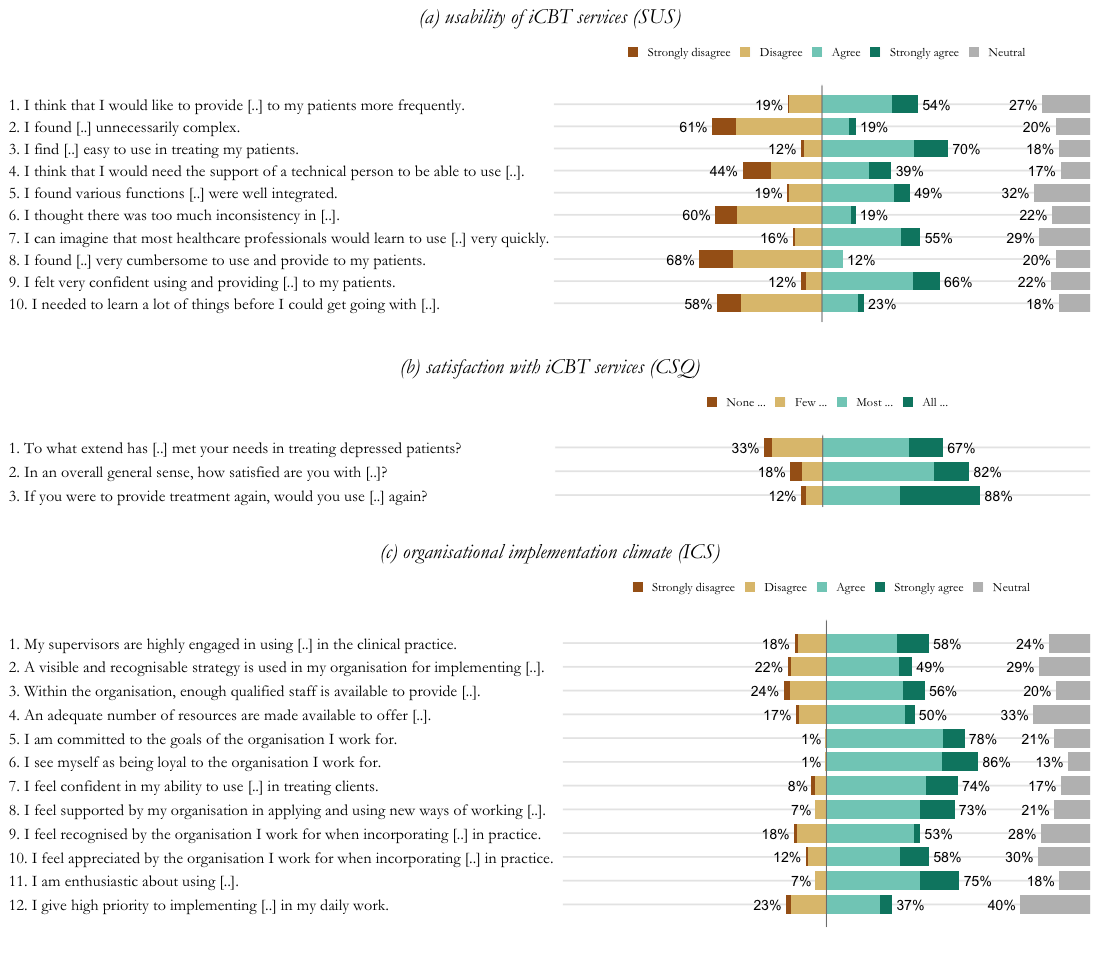 (a) usability of iCBT services (SUS)
Strongly disagree Disagree Agree Strongly agree Neutral
1. I think that I would like to provide [..] to my patients more frequently. 19% 54% 27%
2. I found [..] unnecessarily complex. 61% 19% 20%
3. I find [..] easy to use in treating my patients. 12% 70% 18%
4. I think that I would need the support of a technical person to be able to use [..]. 44% 39% 17%
5. I found various functions [..] were well integrated. 19% 49% 32%
6. I thought there was too much inconsistency in [..]. 60% 19% 22%
7. I can imagine that most healthcare professionals would learn to use [..] very quickly. 16% 55% 29%
8. I found [..] very cumbersome to use and provide to my patients. 68% 12% 20%
9. I felt very confident using and providing [..] to my patients. 12% 66% 22%
10. I needed to learn a lot of things before I could get going with [..]. 58% 23% 18%
(b) satisfaction with iCBT services (CSQ)
None ... Few ... Most ... All ...
1. To what extend has [..] met your needs in treating depressed patients? 33% 67%
2. In an overall general sense, how satisfied are you with [..]? 18% 82%
3. If you were to provide treatment again, would you use [..] again? 12% 88%
(c) organisational implementation climate (ICS)
Strongly disagree Disagree Agree Strongly agree Neutral
1. My supervisors are highly engaged in using [..] in the clinical practice. 18% 58% 24%
2. A visible and recognisable strategy is used in my organisation for implementing [..]. 22% 49% 29%
3. Within the organisation, enough qualified staff is available to provide [..]. 24% 56% 20%
4. An adequate number of resources are made available to offer [..]. 17% 50% 33%
5. I am committed to the goals of the organisation I work for. 1% 78% 21%
6. I see myself as being loyal to the organisation I work for. 1% 86% 13%
7. I feel confident in my ability to use [..] in treating clients. 8% 74% 17%
8. I feel supported by my organisation in applying and using new ways of working [..]. 7% 73% 21%
9. I feel recognised by the organisation I work for when incorporating [..] in practice. 18% 53% 28%
10. I feel appreciated by the organisation I work for when incorporating [..] in practice. 12% 58% 30%
11. I am enthusiastic about using [..]. 7% 75% 18%
12. I give high priority to implementing [..] in my daily work. 23% 37% 40%